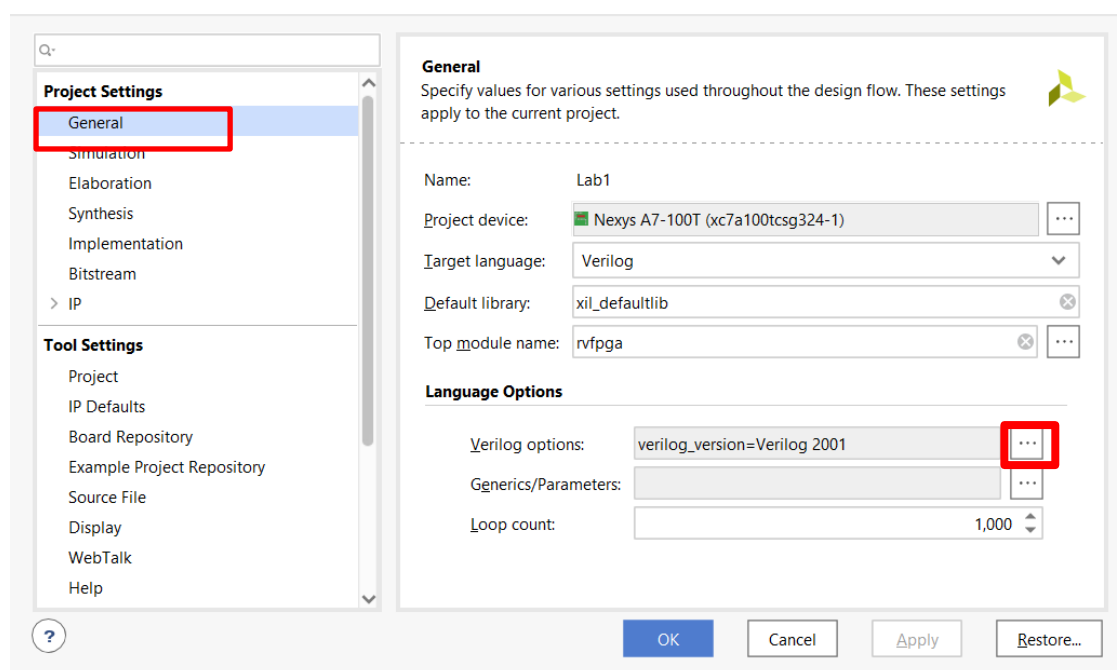 Project Settings
General
Simulation
Elaboration
Synthesis
Implementation
Bitstream
> IP
Tool Settings
Project
IP Defaults
Board Repository
Example Project Repository
Source File
Display
WebTalk
Help
General
Specify values for various settings used throughout the design flow. These settings
apply to the current project.
Name: Lab1
Project device: Nexys A7-100T (xc7a100tcsg324-1) ...
Target language: Verilog
Default library: xil_defaultlib
Top module name: rvfpga ...
Language Options
Verilog options: verilog_version=Verilog 2001 ...
Generics/Parameters: ...
Loop count: 1,000
? OK Cancel Apply Restore...